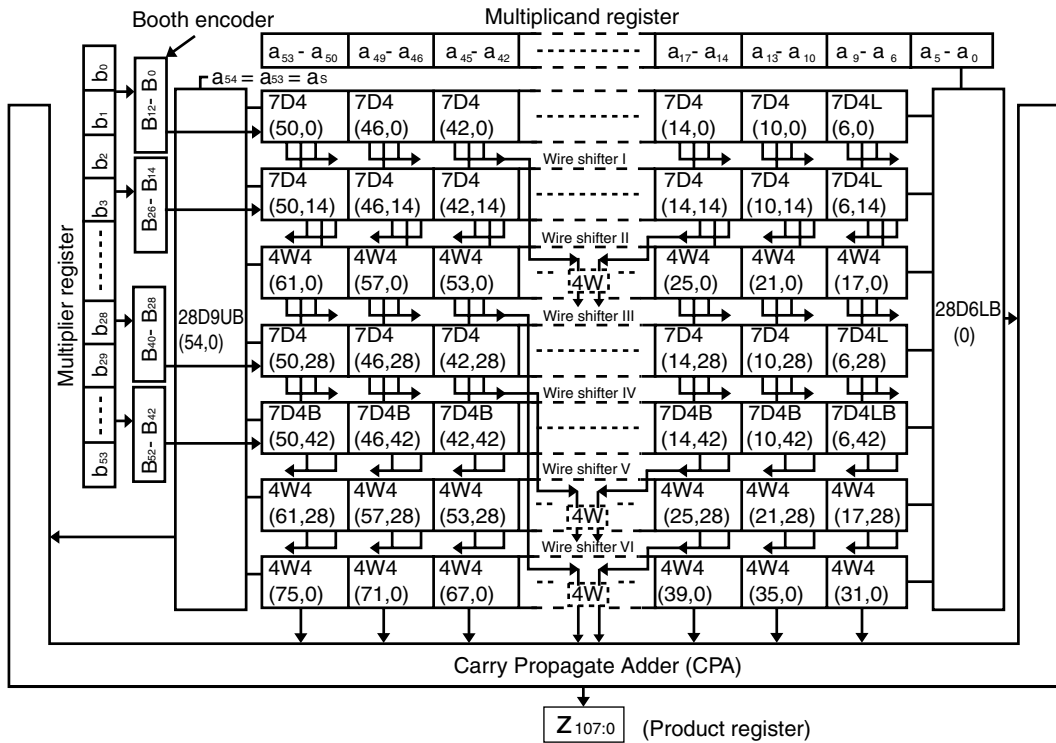 Booth encoder
Multiplicand register
a53 - a50 a49 - a46 a45 - a42 a17 - a14 a13 - a10 a9 - a6 a5 - a0
a54 = a53 = as
Multiplier register
b0
b1
b2
b3
b28
b29
b53
B12- B0
B26 - B14
B40- B28
B52- B42
28D9UB
(54,0)
7D4 7D4 7D4 7D4 7D4 7D4L
(50,0) (46,0) (42,0) (14,0) (10,0) (6,0)
Wire shifter I
7D4 7D4 7D4 7D4 7D4 7D4L
(50,14) (46,14) (42,14) (14,14) (10,14) (6,14)
Wire shifter II
4W4 4W4 4W4 4W 4W4 4W4 4W4
(61,0) (57,0) (53,0) (25,0) (21,0) (17,0)
Wire shifter III
7D4 7D4 7D4 7D4 7D4 7D4L
(50,28) (46,28) (42,28) (14,28) (10,28) (6,28)
Wire shifter IV
7D4B 7D4B 7D4B 7D4B 7D4B 7D4LB
(50,42) (46,42) (42,42) (14,42) (10,42) (6,42)
Wire shifter V
4W4 4W4 4W4 4W 4W4 4W4 4W4
(61,28) (57,28) (53,28) (25,28) (21,28) (17,28)
Wire shifter VI
4W4 4W4 4W4 4W 4W4 4W4 4W4
(75,0) (71,0) (67,0) (39,0) (35,0) (31,0)
28D6LB
(0)
Carry Propagate Adder (CPA)
Z107:0 (Product register)